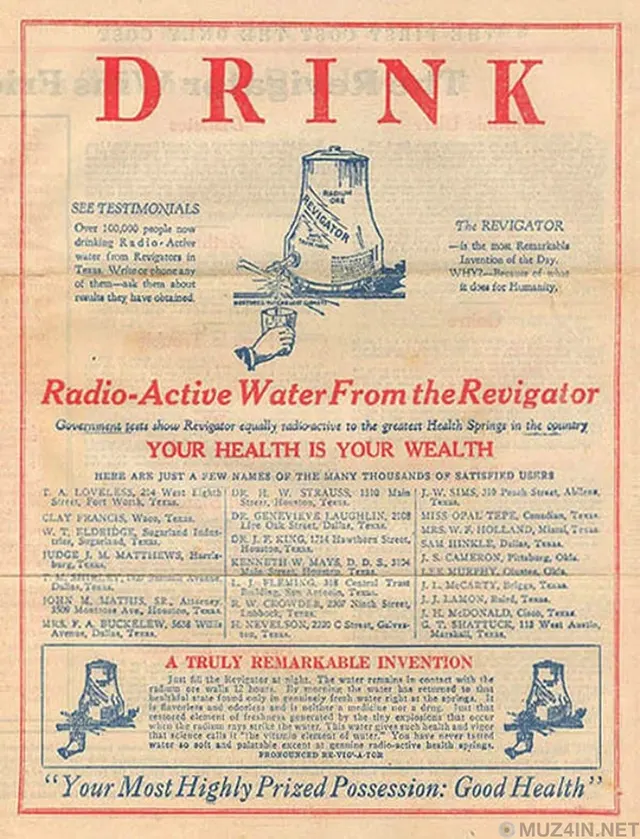 DRINK
SEE TESTIMONIALS
Over 100,000 people now
drinking Radio-Active
water from Revigators in
Texas. Write or phone any
of them—ask them about
results they have obtained.
RADIUM
ORE
REVIGATOR
The REVIGATOR
—is the most Remarkable
Invention of the Day.
WHY?—Because of what
it does for Humanity.
Radio-Active Water From the Revigator
Government tests show Revigator equally radio-active to the greatest Health Springs in the country
YOUR HEALTH IS YOUR WEALTH
HERE ARE JUST A FEW NAMES OF THE MANY THOUSANDS OF SATISFIED USERS
T. A. LOVELESS, 204 West Eighth
Street, Fort Worth, Texas.
CLAY FRANCIS, Waco, Texas.
W. T. ELDRIDGE, Sugarland Indus-
tries, Sugarland, Texas.
JUDGE J. M. MATTHEWS, Harris-
burg, Texas.
SHIRLEY, Avenue,
Dallas, Texas.
JOHN M. MATHIS, SR., Attorney,
3509 Montrose Ave., Houston, Texas.
MRS. F. A. BUCKELEW, 5638 Willis
Avenue, Dallas, Texas.
DR. H. W. STRAUSS, 1310 Main
Street, Houston, Texas.
DR. GENEVIEVE LAUGHLIN, 2108
Live Oak Street, Dallas, Texas.
DR. J. F. KING, 1714 Hawthorn Street,
Houston, Texas.
KENNETH W. MAYS, D. D. S., 3104
Main Street, Houston, Texas.
L. J. FLEMING, 318 Central Trust
Building, San Antonio, Texas.
R. W. CROWDER, 2307 Ninth Street,
Lubbock, Texas.
H. NEVELSON, 2220 C Street, Galves-
ton, Texas.
J. W. SIMS, 310 Peach Street, Abilene,
Texas.
MISS OPAL TEPE, Canadian, Texas.
MRS. W. F. HOLLAND, Miami, Texas.
SAM HINKLE, Dallas, Texas.
J. S. CAMERON, Pittsburg, Okla.
LEE MURPHY, Okla.
J. L. McCARTY, Briggs, Texas.
J. J. LAMON, Baird, Texas.
J. H. McDONALD, Cisco, Texas.
G. T. SHATTUCK, 113 West Austin,
Marshall, Texas.
A TRULY REMARKABLE INVENTION
Just fill the Revigator at night. The water remains in contact with the
radium ore walls 12 hours. By morning the water has returned to that
healthful state found only in genuinely fresh water right at the springs. It
is flavorless and odorless and is neither a medicine nor a drug. Just that
restored element of freshness generated by the tiny explosions that occur
when the radium rays strike the water. This water gives such health and vigor
that science calls it "the vitamin element of water." You have never tasted
water so soft and palatable except at genuine radio-active health springs.
PRONOUNCED RE-VIG-A-TOR
"Your Most Highly Prized Possession: Good Health"
MUZ4IN.NET